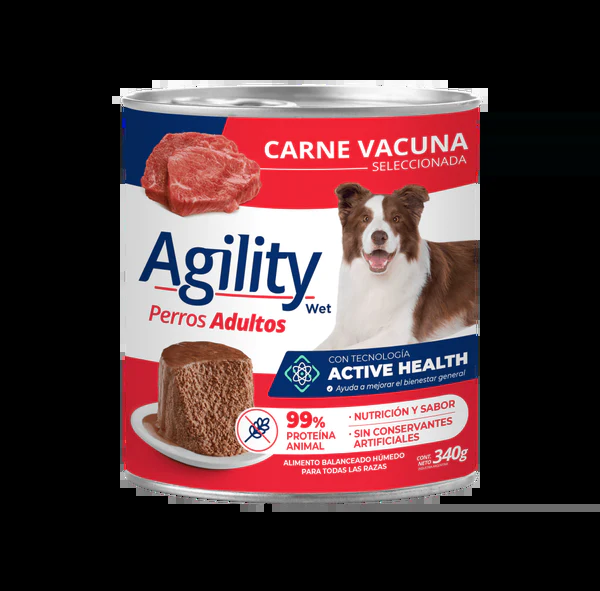 CARNE VACUNA
SELECCIONADA
Agility
Wet
Perros Adultos
CON TECNOLOGÍA
ACTIVE HEALTH
Ayuda a mejorar el bienestar general
99%
PROTEÍNA
ANIMAL
· NUTRICIÓN Y SABOR
· SIN CONSERVANTES
ARTIFICIALES
ALIMENTO BALANCEADO HÚMEDO
PARA TODAS LAS RAZAS
CONT.
NETO 340g